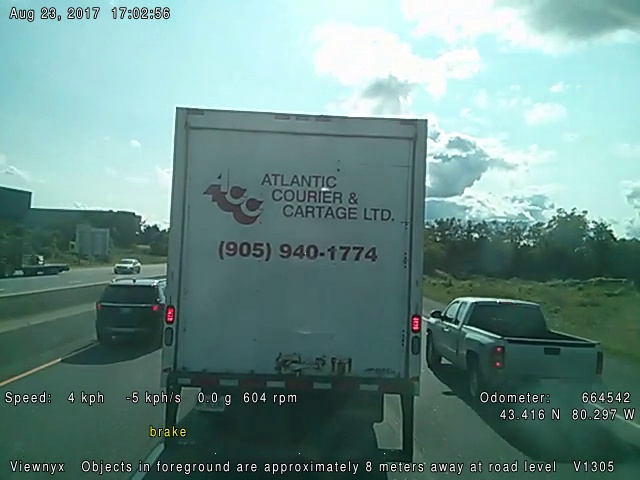 Aug 23, 2017 17:02:56
ATLANTIC
COURIER &
CARTAGE LTD.
(905) 940-1774
Speed: 4 kph -5 kph/s 0.0 g 604 rpm
Odometer: 664542
43.416 N 80.297 W
brake
Viewnyx Objects in foreground are approximately 8 meters away at road level V1305